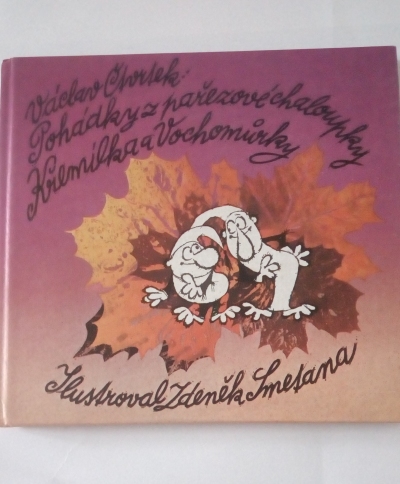 Václav Čtvrtek:
Pohádky z pařezové chaloupky
Křemílka a Vochomůrky
Ilustroval Zdeněk Smetana